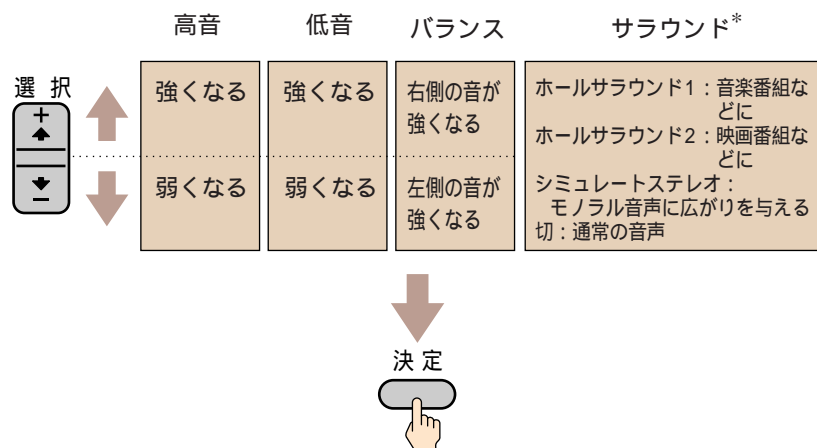 高音 低音 バランス サラウンド*
選 択
+
−
強くなる
弱くなる
強くなる
弱くなる
右側の音が
強くなる
左側の音が
強くなる
ホールサラウンド1：音楽番組な
どに
ホールサラウンド2：映画番組な
どに
シミュレートステレオ：
モノラル音声に広がりを与える
切：通常の音声
決 定